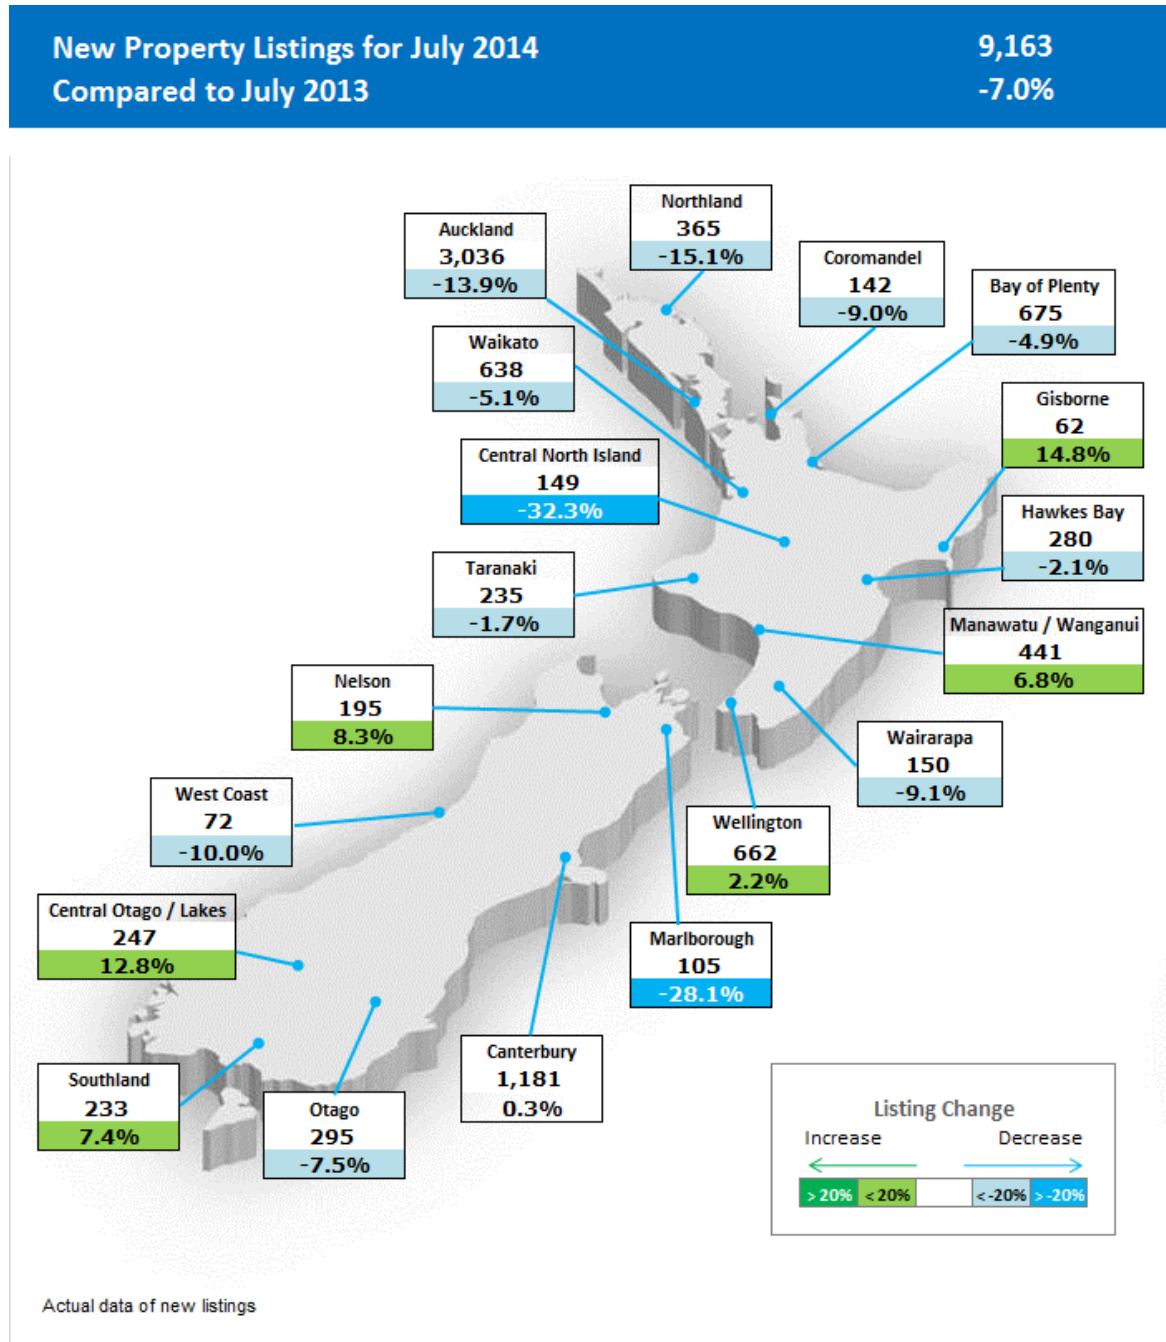 New Property Listings for July 2014
9,163
Compared to July 2013
-7.0%
Northland
365
-15.1%
Auckland
3,036
-13.9%
Coromandel
142
-9.0%
Bay of Plenty
675
-4.9%
Waikato
638
-5.1%
Gisborne
62
14.8%
Central North Island
149
-32.3%
Hawkes Bay
280
-2.1%
Taranaki
235
-1.7%
Manawatu / Wanganui
441
6.8%
Nelson
195
8.3%
Wairarapa
150
-9.1%
West Coast
72
-10.0%
Wellington
662
2.2%
Central Otago / Lakes
247
12.8%
Marlborough
105
-28.1%
Canterbury
1,181
0.3%
Southland
233
7.4%
Otago
295
-7.5%
Listing Change
Increase Decrease
> 20% < 20% < -20% > -20%
Actual data of new listings